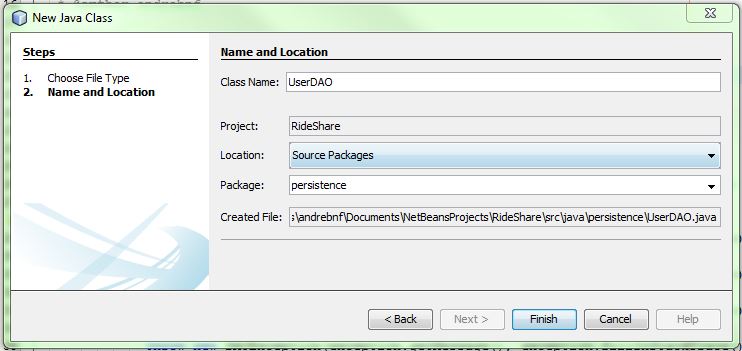 New Java Class
Steps
1. Choose File Type
2. Name and Location
Name and Location
Class Name: UserDAO
Project: RideShare
Location: Source Packages
Package: persistence
Created File: s\andrebnf\Documents\NetBeansProjects\RideShare\src\java\persistence\UserDAO.java
< Back Next > Finish Cancel Help